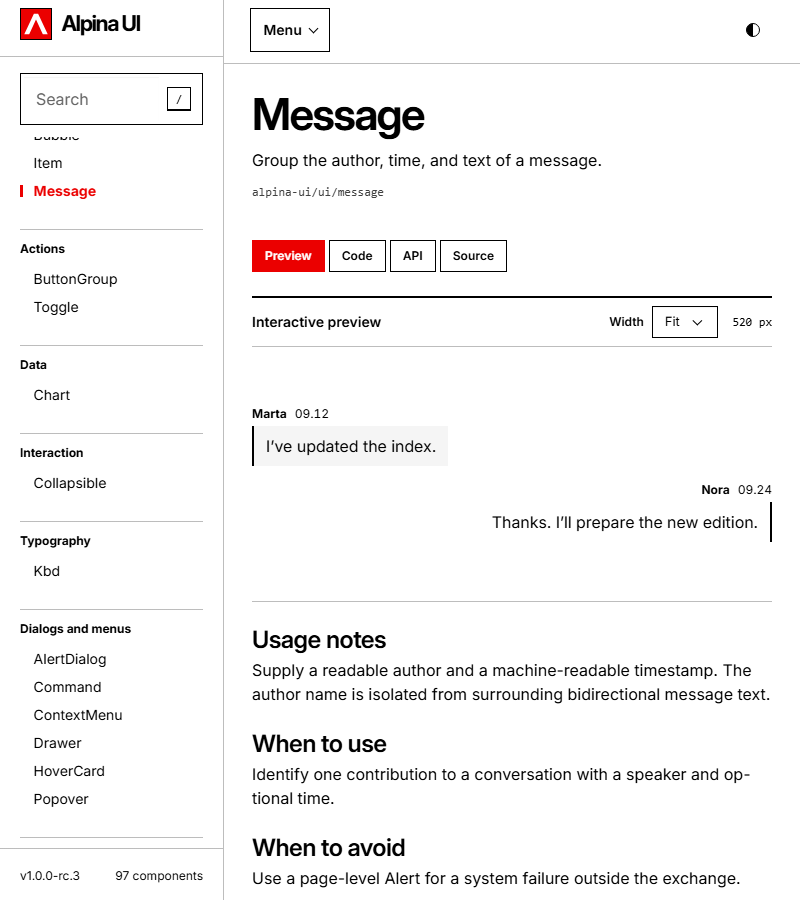 Alpina UI
Search
/
Bubble
Item
Message
Actions
ButtonGroup
Toggle
Data
Chart
Interaction
Collapsible
Typography
Kbd
Dialogs and menus
AlertDialog
Command
ContextMenu
Drawer
HoverCard
Popover
v1.0.0-rc.3
97 components
Menu
Message
Group the author, time, and text of a message.
alpina-ui/ui/message
Preview
Code
API
Source
Interactive preview
Width
Fit
520 px
Marta 09.12
I’ve updated the index.
Nora 09.24
Thanks. I’ll prepare the new edition.
Usage notes
Supply a readable author and a machine-readable timestamp. The
author name is isolated from surrounding bidirectional message text.
When to use
Identify one contribution to a conversation with a speaker and op-
tional time.
When to avoid
Use a page-level Alert for a system failure outside the exchange.